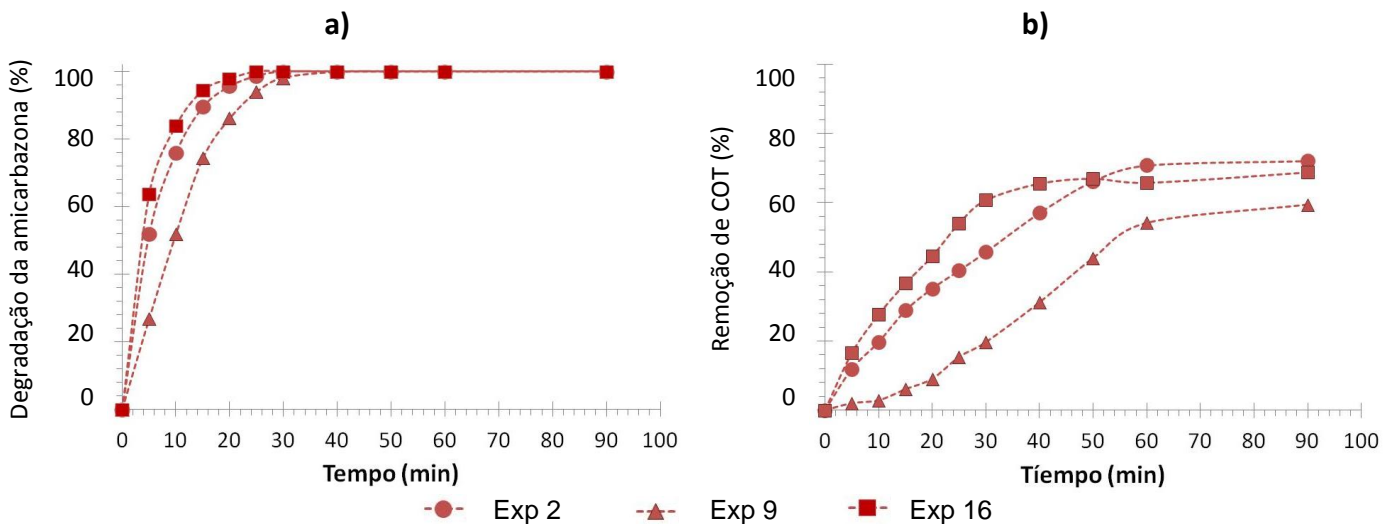 a)
Degradação da amicarbazona (%)
100
80
60
40
20
0
0 10 20 30 40 50 60 70 80 90 100
Tempo (min)
b)
Remoção de COT (%)
100
80
60
40
20
0
0 10 20 30 40 50 60 70 80 90 100
Tíempo (min)
Exp 2 Exp 9 Exp 16